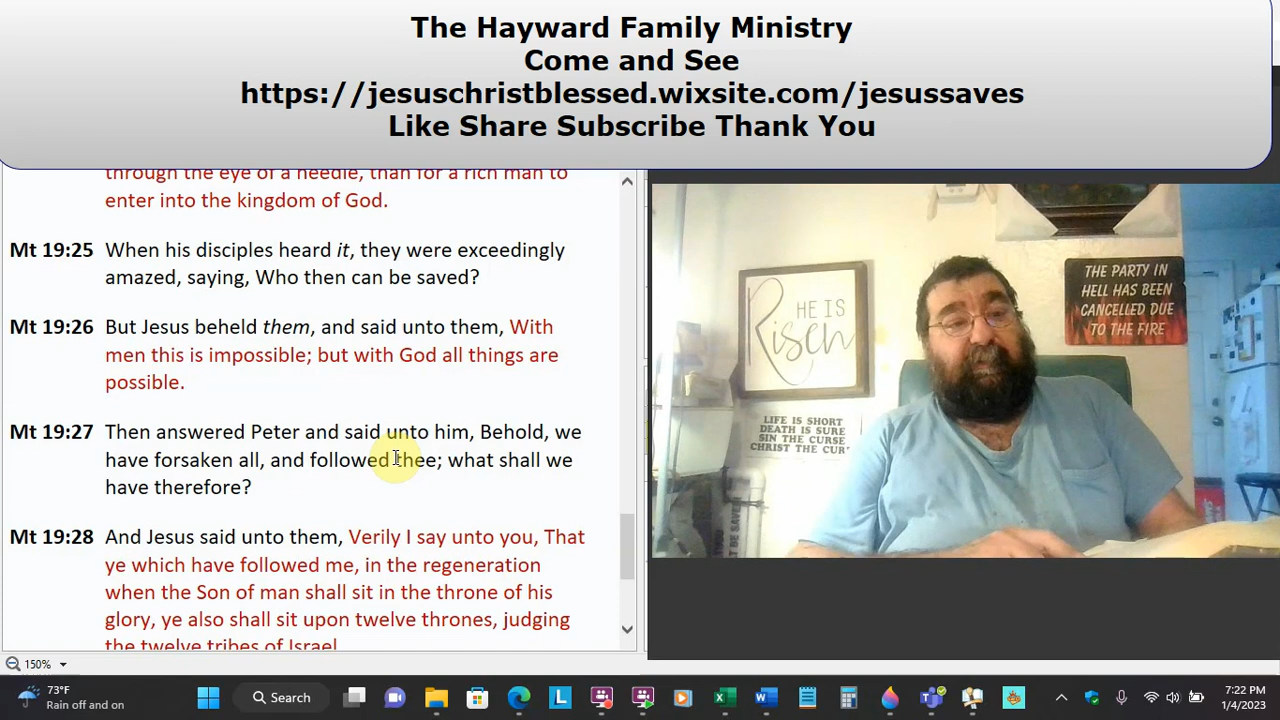 The Hayward Family Ministry
Come and See
https://jesuschristblessed.wixsite.com/jesussaves
Like Share Subscribe Thank You
through the eye of a needle, than for a rich man to
enter into the kingdom of God.
Mt 19:25 When his disciples heard it, they were exceedingly
amazed, saying, Who then can be saved?
Mt 19:26 But Jesus beheld them, and said unto them, With
men this is impossible; but with God all things are
possible.
Mt 19:27 Then answered Peter and said unto him, Behold, we
have forsaken all, and followed thee; what shall we
have therefore?
Mt 19:28 And Jesus said unto them, Verily I say unto you, That
ye which have followed me, in the regeneration
when the Son of man shall sit in the throne of his
glory, ye also shall sit upon twelve thrones, judging
the twelve tribes of Israel
HE IS
Risen
LIFE IS SHORT
DEATH IS SURE
SIN THE CURSE
CHRIST THE CUR
THE PARTY IN
HELL HAS BEEN
CANCELLED DUE
TO THE FIRE
150%
73°F
Rain off and on
Search
7:22 PM
1/4/2023